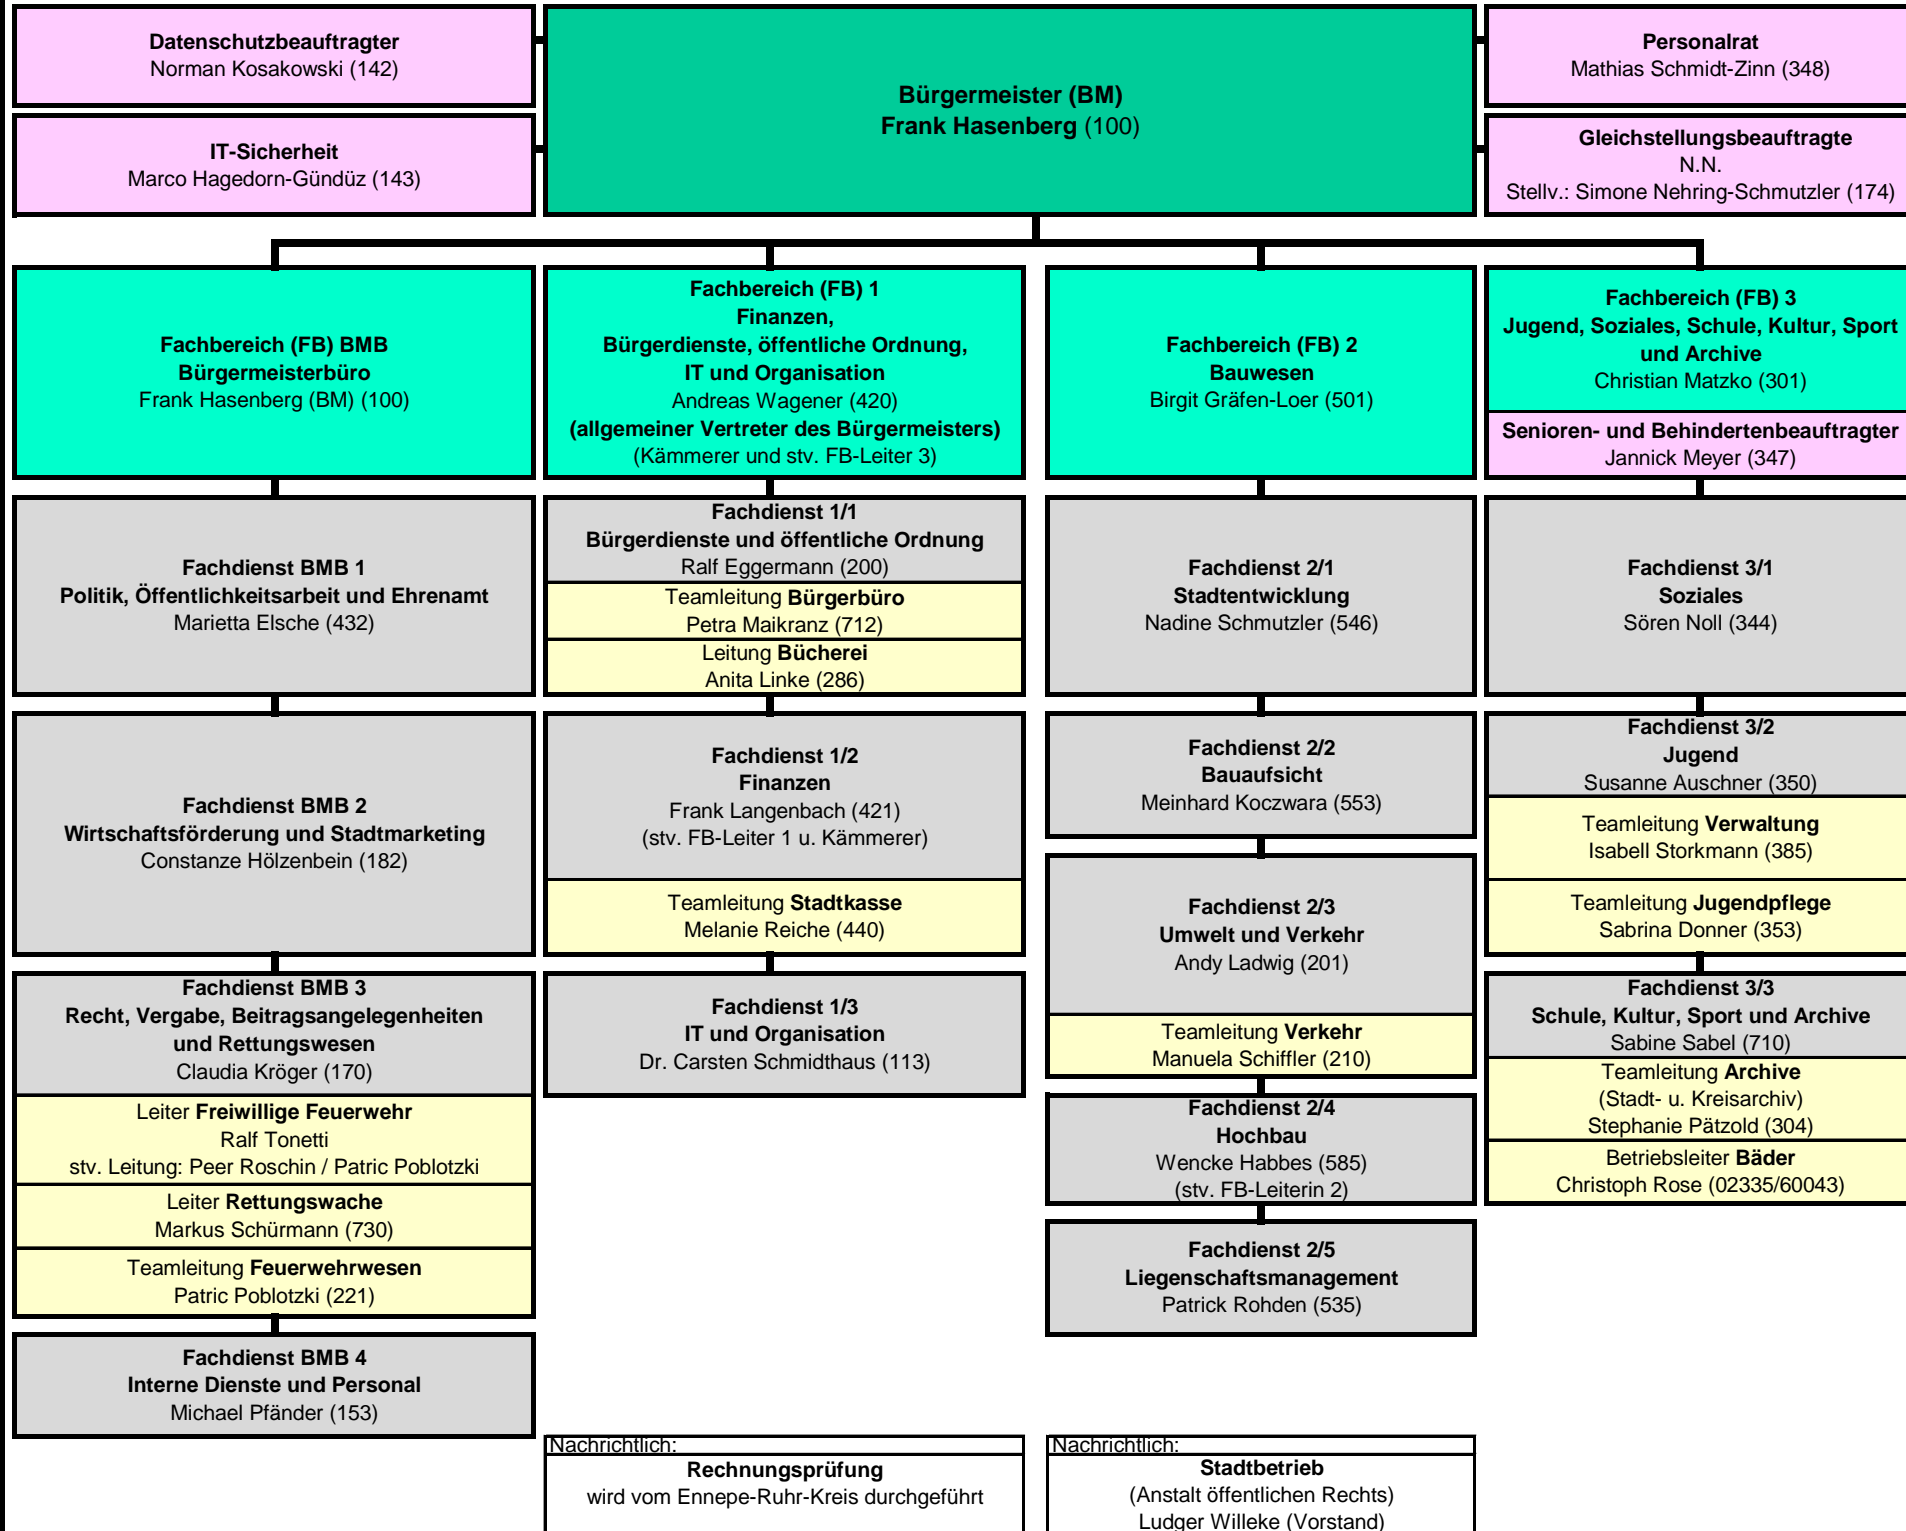 Datenschutzbeauftragter
Norman Kosakowski (142)
IT-Sicherheit
Marco Hagedorn-Gündüz (143)
Bürgermeister (BM)
Frank Hasenberg (100)
Personalrat
Mathias Schmidt-Zinn (348)
Gleichstellungsbeauftragte
N.N.
Stellv.: Simone Nehring-Schmutzler (174)
Fachbereich (FB) BMB
Bürgermeisterbüro
Frank Hasenberg (BM) (100)
Fachdienst BMB 1
Politik, Öffentlichkeitsarbeit und Ehrenamt
Marietta Elsche (432)
Fachdienst BMB 2
Wirtschaftsförderung und Stadtmarketing
Constanze Hölzenbein (182)
Fachdienst BMB 3
Recht, Vergabe, Beitragsangelegenheiten
und Rettungswesen
Claudia Kröger (170)
Leiter Freiwillige Feuerwehr
Ralf Tonetti
stv. Leitung: Peer Roschin / Patric Poblotzki
Leiter Rettungswache
Markus Schürmann (730)
Teamleitung Feuerwehrwesen
Patric Poblotzki (221)
Fachdienst BMB 4
Interne Dienste und Personal
Michael Pfänder (153)
Fachbereich (FB) 1
Finanzen,
Bürgerdienste, öffentliche Ordnung,
IT und Organisation
Andreas Wagener (420)
(allgemeiner Vertreter des Bürgermeisters)
(Kämmerer und stv. FB-Leiter 3)
Fachdienst 1/1
Bürgerdienste und öffentliche Ordnung
Ralf Eggermann (200)
Teamleitung Bürgerbüro
Petra Maikranz (712)
Leitung Bücherei
Anita Linke (286)
Fachdienst 1/2
Finanzen
Frank Langenbach (421)
(stv. FB-Leiter 1 u. Kämmerer)
Teamleitung Stadtkasse
Melanie Reiche (440)
Fachdienst 1/3
IT und Organisation
Dr. Carsten Schmidthaus (113)
Nachrichtlich:
Rechnungsprüfung
wird vom Ennepe-Ruhr-Kreis durchgeführt
Fachbereich (FB) 2
Bauwesen
Birgit Gräfen-Loer (501)
Fachdienst 2/1
Stadtentwicklung
Nadine Schmutzler (546)
Fachdienst 2/2
Bauaufsicht
Meinhard Koczwara (553)
Fachdienst 2/3
Umwelt und Verkehr
Andy Ladwig (201)
Teamleitung Verkehr
Manuela Schiffler (210)
Fachdienst 2/4
Hochbau
Wencke Habbes (585)
(stv. FB-Leiterin 2)
Fachdienst 2/5
Liegenschaftsmanagement
Patrick Rohden (535)
Nachrichtlich:
Stadtbetrieb
(Anstalt öffentlichen Rechts)
Ludger Willeke (Vorstand)
Fachbereich (FB) 3
Jugend, Soziales, Schule, Kultur, Sport
und Archive
Christian Matzko (301)
Senioren- und Behindertenbeauftragter
Jannick Meyer (347)
Fachdienst 3/1
Soziales
Sören Noll (344)
Fachdienst 3/2
Jugend
Susanne Auschner (350)
Teamleitung Verwaltung
Isabell Storkmann (385)
Teamleitung Jugendpflege
Sabrina Donner (353)
Fachdienst 3/3
Schule, Kultur, Sport und Archive
Sabine Sabel (710)
Teamleitung Archive
(Stadt- u. Kreisarchiv)
Stephanie Pätzold (304)
Betriebsleiter Bäder
Christoph Rose (02335/60043)